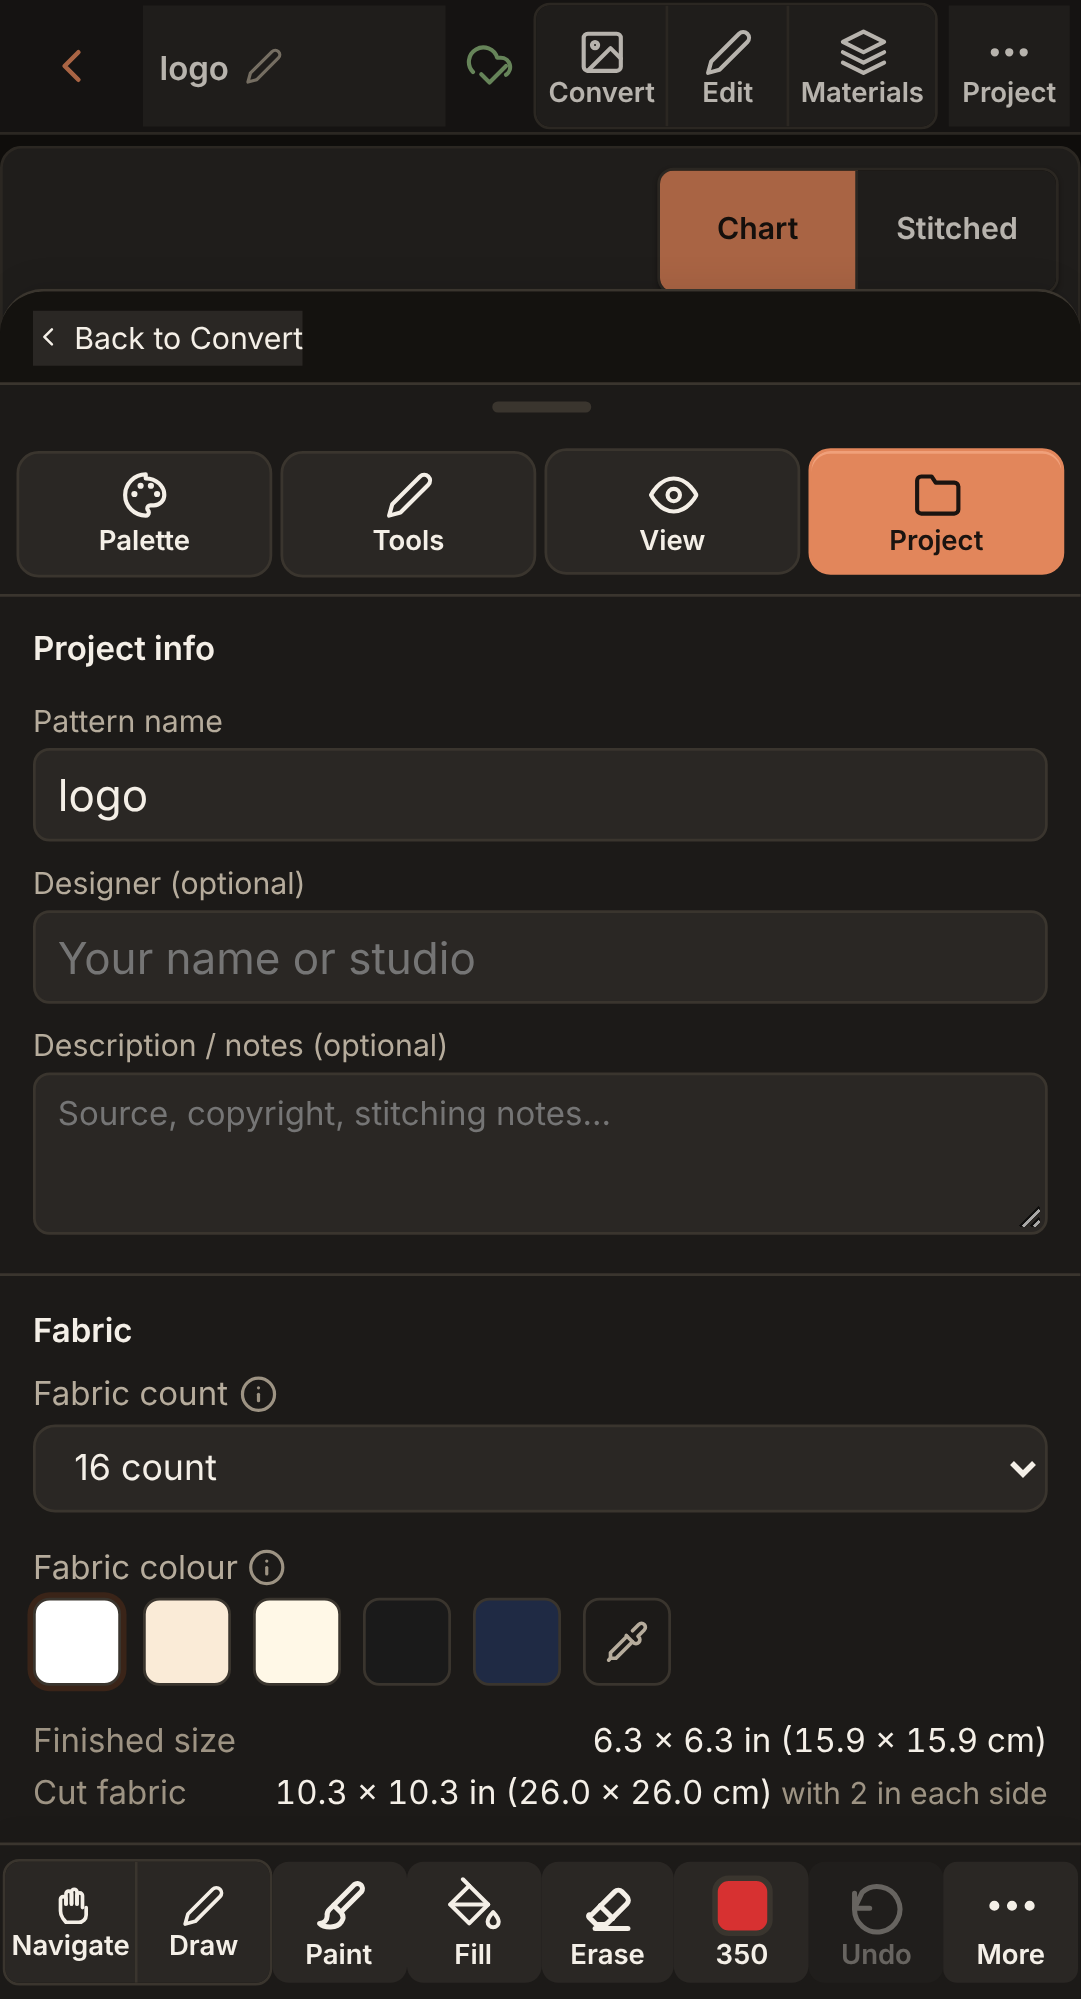 logo
Convert Edit Materials Project
Chart Stitched
Back to Convert
Palette Tools View Project
Project info
Pattern name
logo
Designer (optional)
Your name or studio
Description / notes (optional)
Source, copyright, stitching notes...
Fabric
Fabric count
16 count
Fabric colour
Finished size 6.3 × 6.3 in (15.9 × 15.9 cm)
Cut fabric 10.3 × 10.3 in (26.0 × 26.0 cm) with 2 in each side
Navigate Draw Paint Fill Erase 350 Undo More